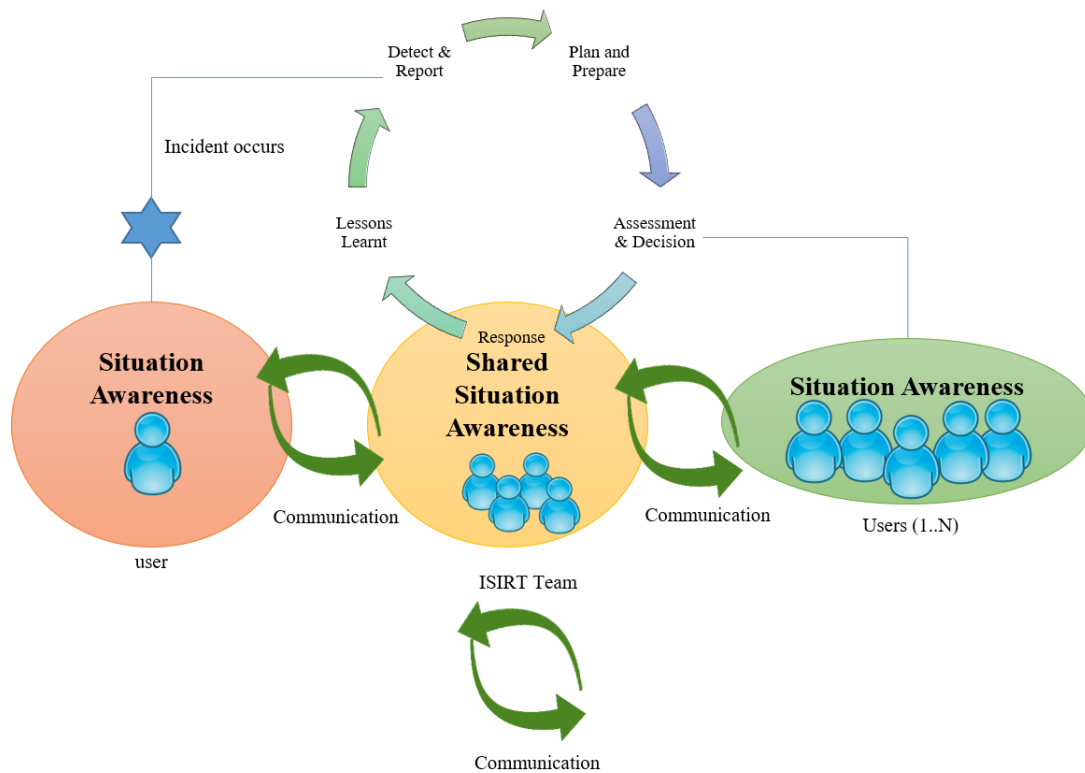 Detect &
Report
Plan and
Prepare
Incident occurs
Lessons
Learnt
Assessment
& Decision
Response
Situation
Awareness
Shared
Situation
Awareness
Situation Awareness
Communication
Communication
user
Users (1..N)
ISIRT Team
Communication